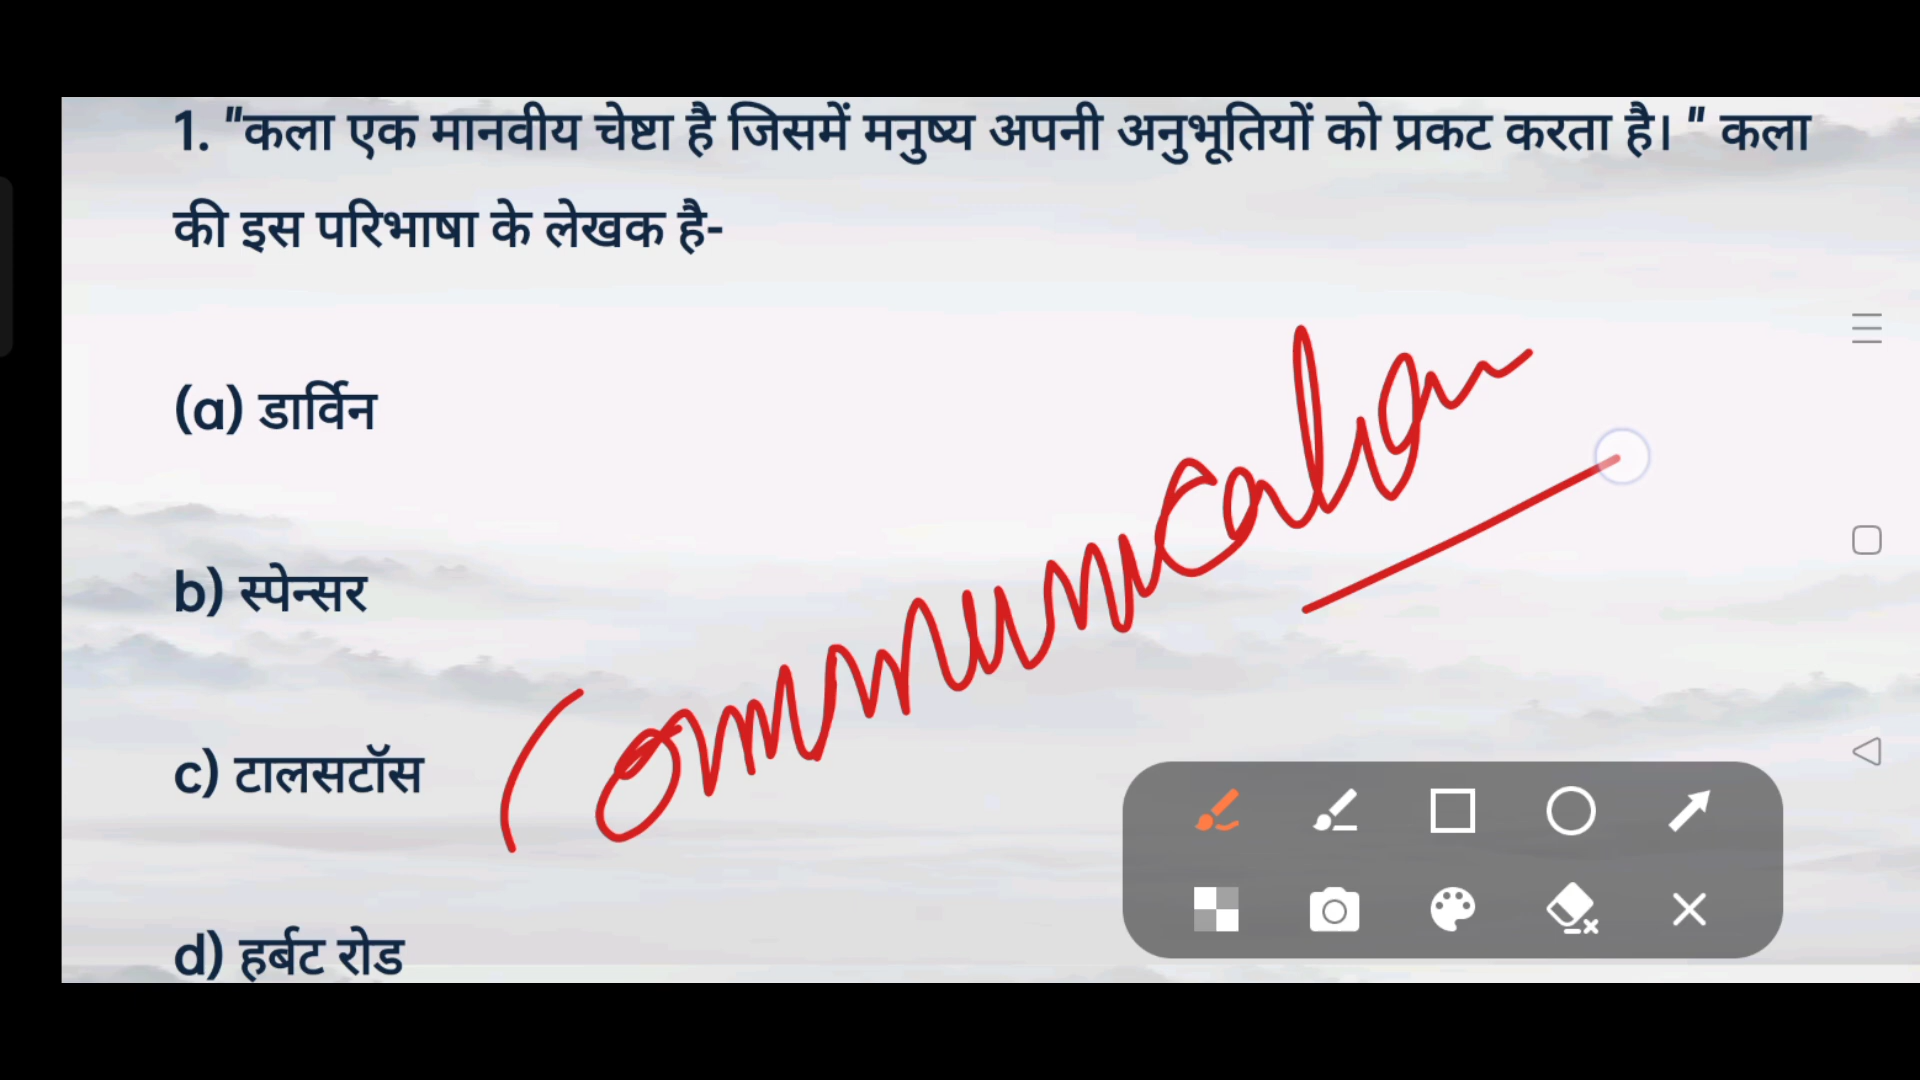 1. "कला एक मानवीय चेष्टा है जिसमें मनुष्य अपनी अनुभूतियों को प्रकट करता है। " कला
की इस परिभाषा के लेखक है-
(a) डार्विन
b) स्पेन्सर
c) टालसटॉस
d) हर्बट रोड
Communication